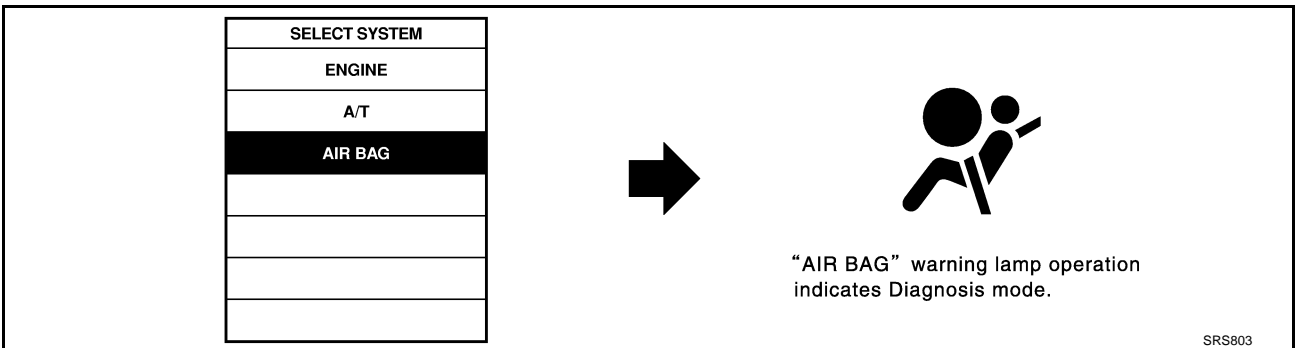 SELECT SYSTEM
ENGINE
A/T
AIR BAG
“AIR BAG” warning lamp operation
indicates Diagnosis mode.
SRS803